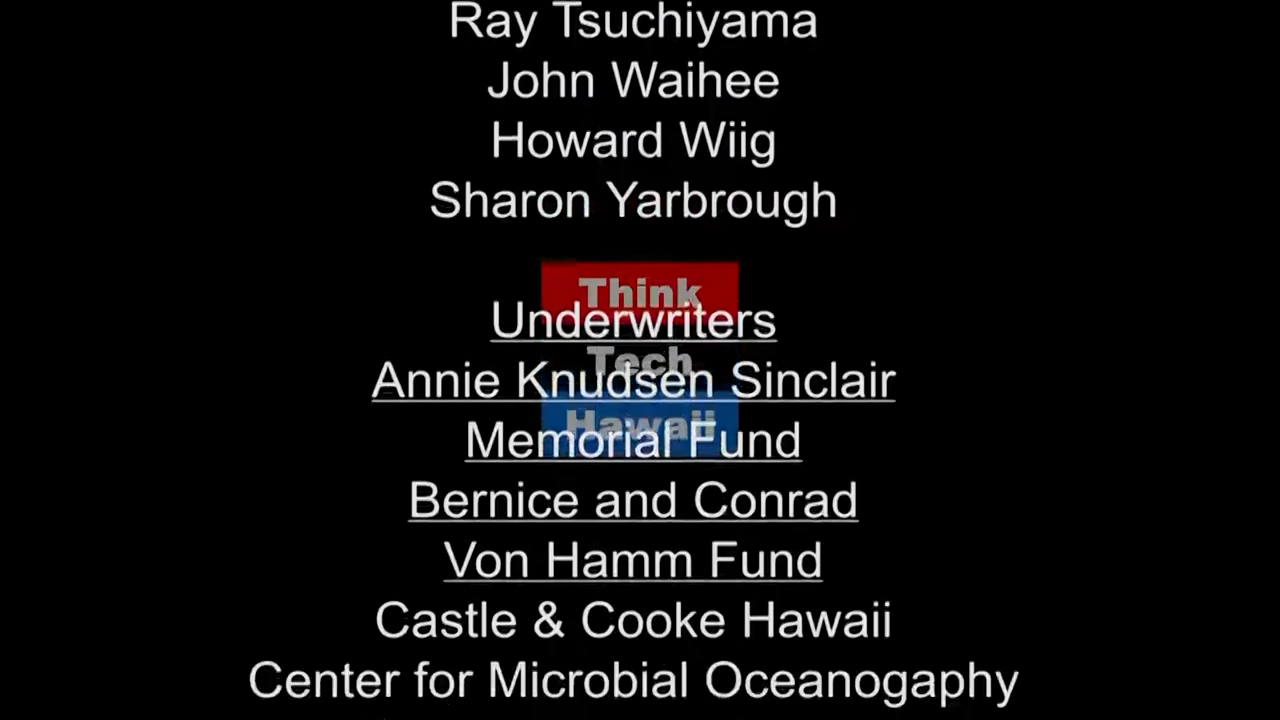 Ray Tsuchiyama
John Waihee
Howard Wiig
Sharon Yarbrough
Think
Underwriters
Tech
Annie Knudsen Sinclair
Hawaii
Memorial Fund
Bernice and Conrad
Von Hamm Fund
Castle & Cooke Hawaii
Center for Microbial Oceanogaphy